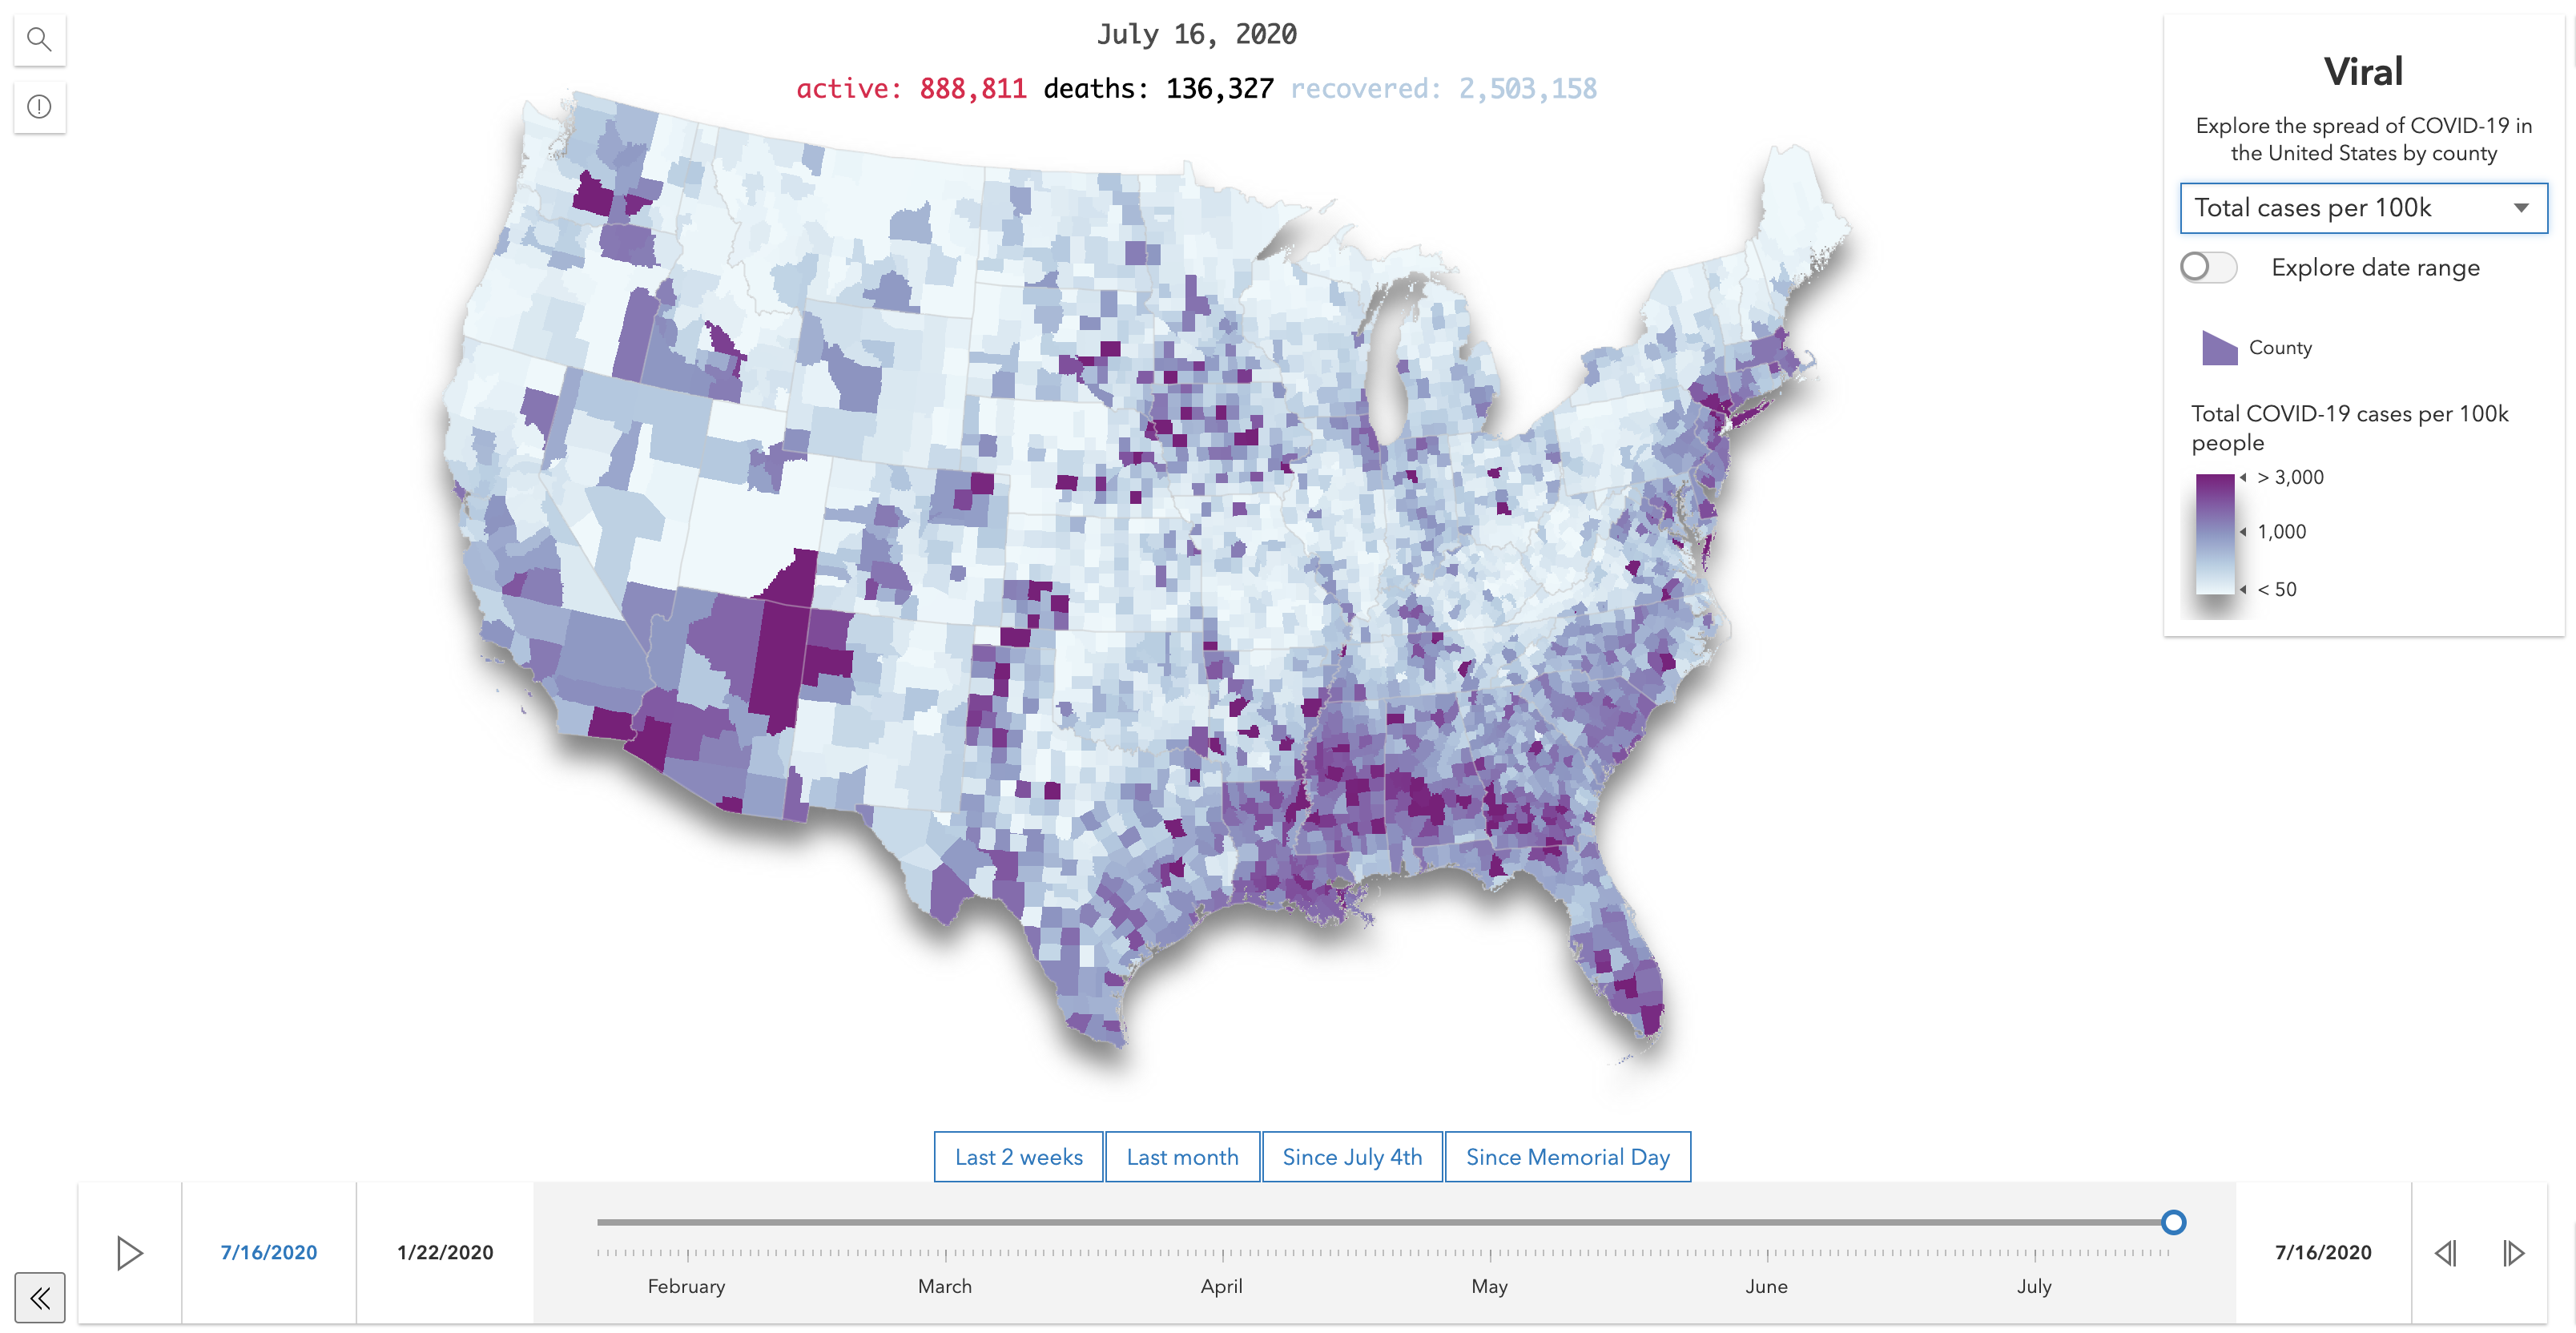 July 16, 2020
active: 888,811 deaths: 136,327 recovered: 2,503,158
Viral
Explore the spread of COVID-19 in
the United States by county
Total cases per 100k
Explore date range
County
Total COVID-19 cases per 100k
people
> 3,000
1,000
< 50
Last 2 weeks
Last month
Since July 4th
Since Memorial Day
7/16/2020
1/22/2020
February
March
April
May
June
July
7/16/2020